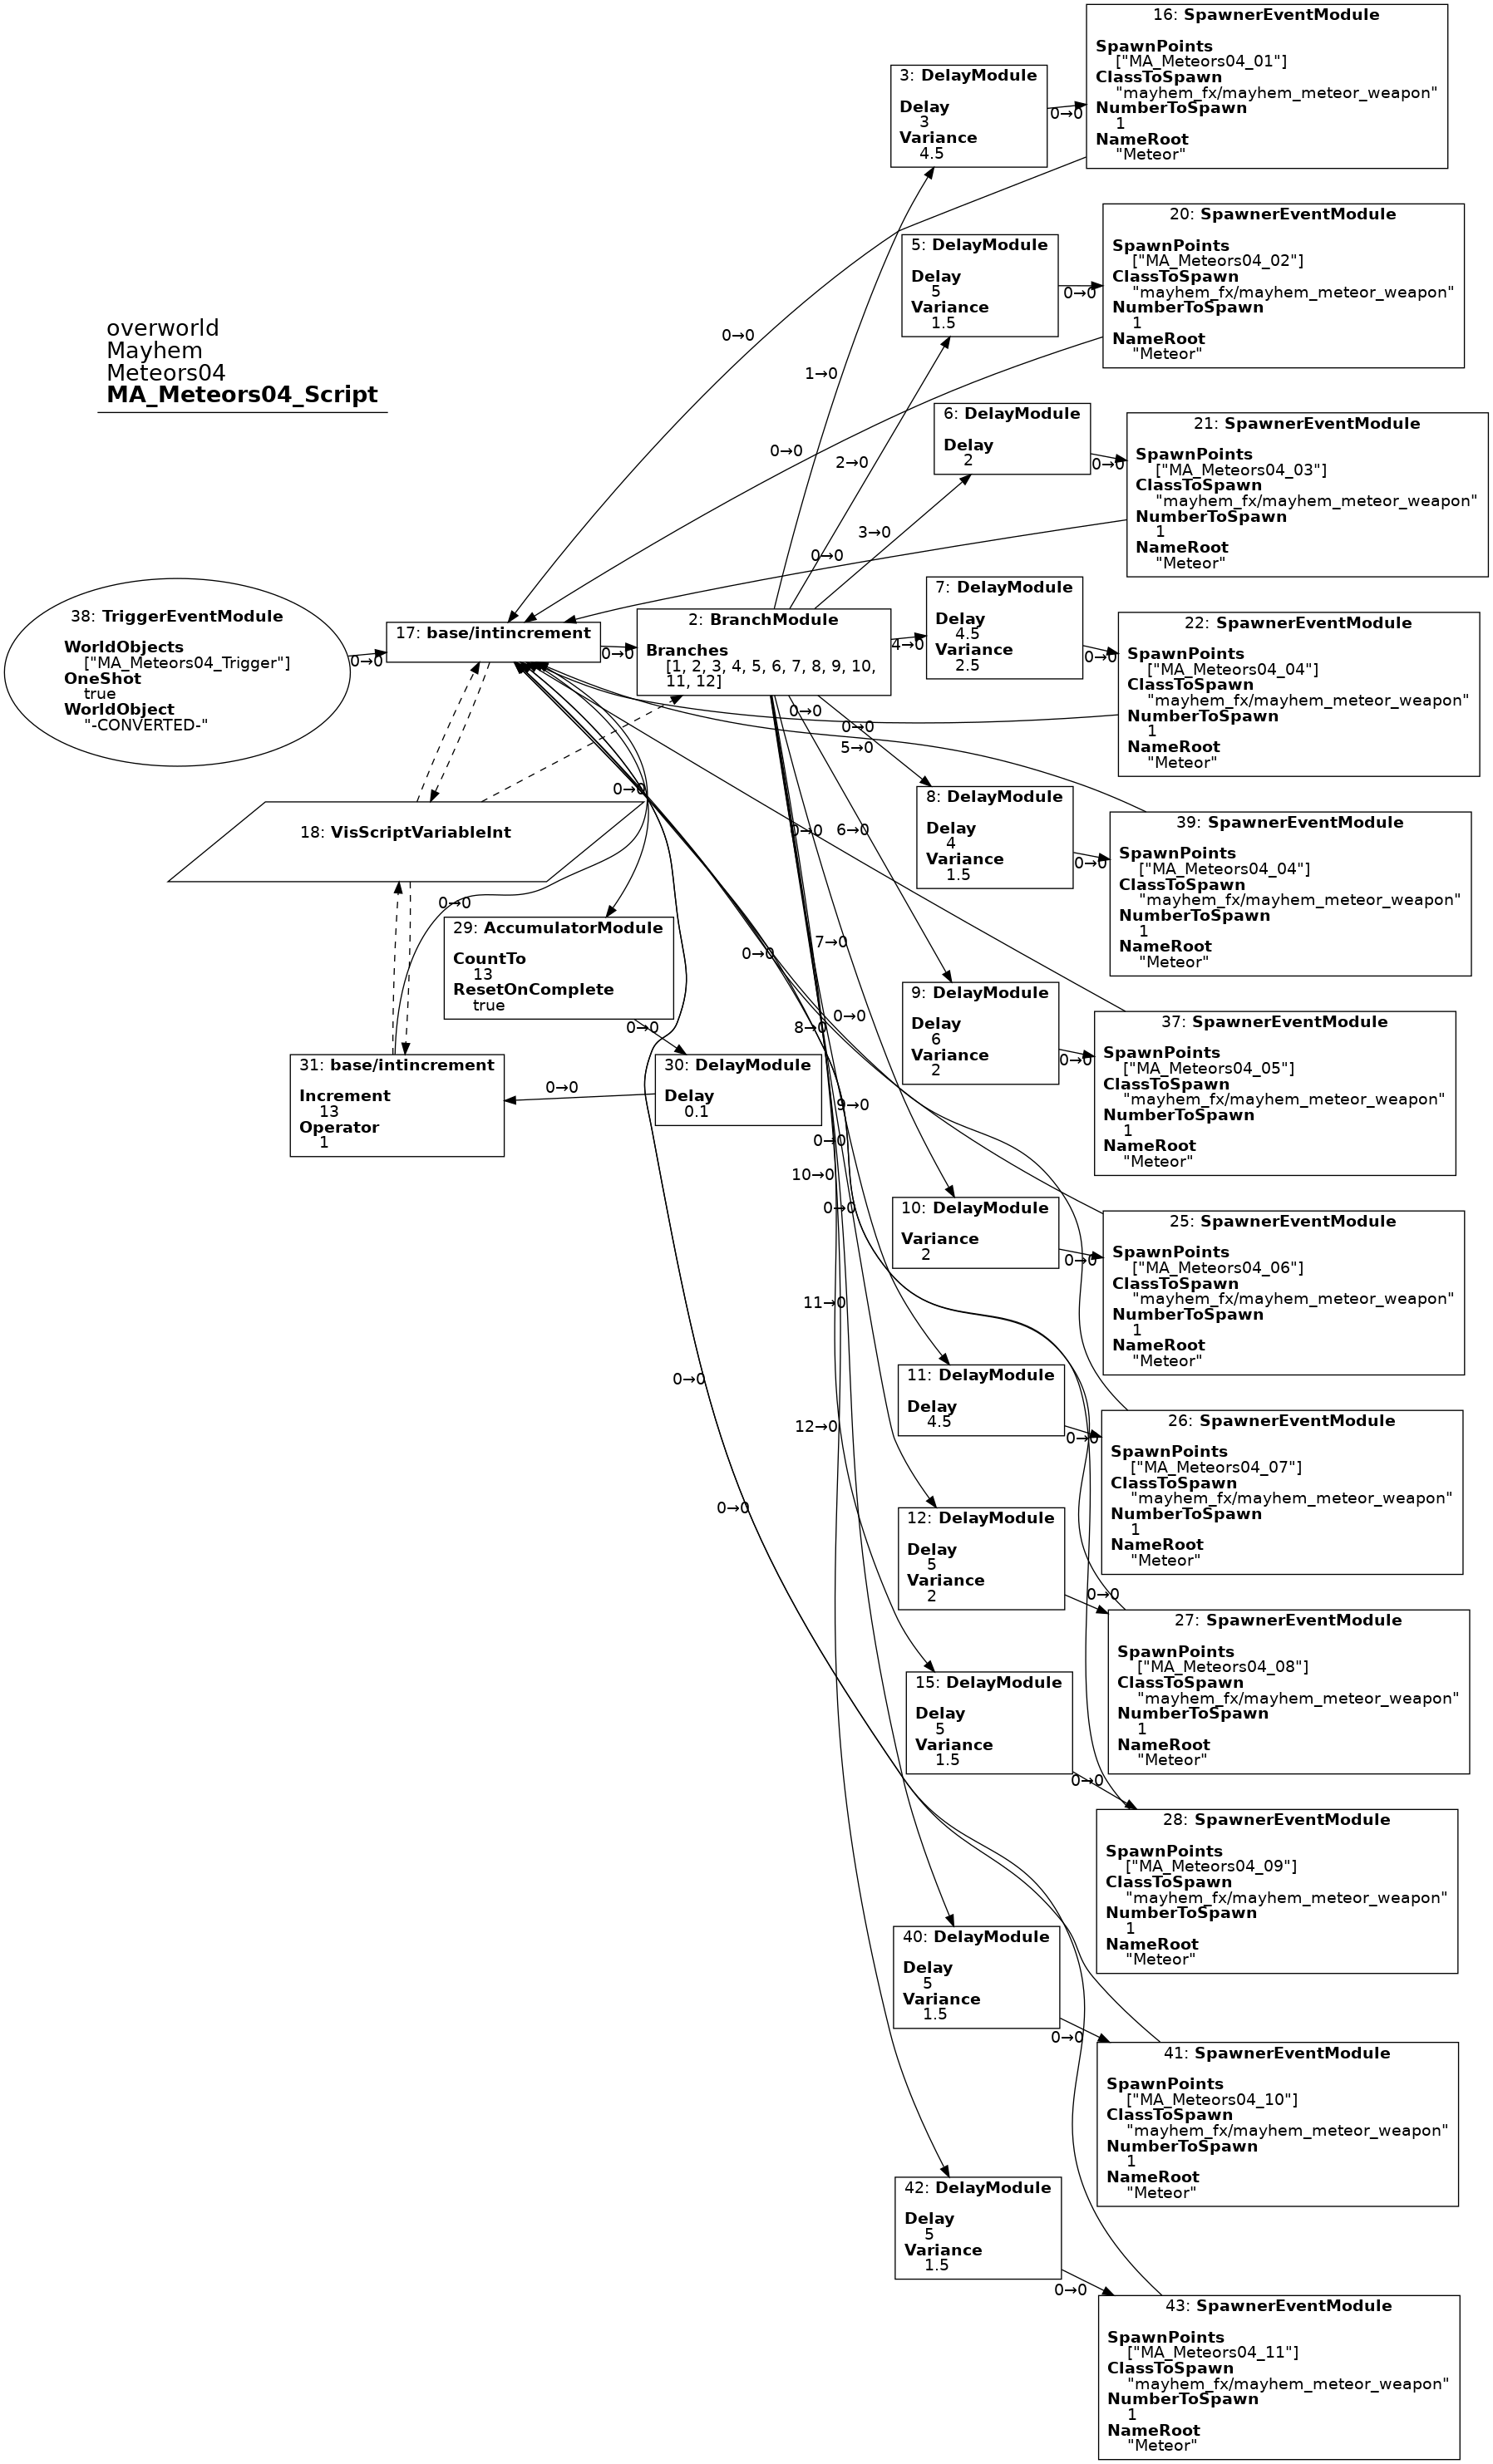 overworld
Mayhem
Meteors04
MA_Meteors04_Script
38: TriggerEventModule
WorldObjects
["MA_Meteors04_Trigger"]
OneShot
true
WorldObject
"-CONVERTED-"
0→0
17: base/intincrement
0→0
2: BranchModule
Branches
[1, 2, 3, 4, 5, 6, 7, 8, 9, 10,
11, 12]
18: VisScriptVariableInt
29: AccumulatorModule
CountTo
13
ResetOnComplete
true
0→0
0→0
0→0
30: DelayModule
Delay
0.1
0→0
31: base/intincrement
Increment
13
Operator
1
1→0
3: DelayModule
Delay
3
Variance
4.5
0→0
16: SpawnerEventModule
SpawnPoints
["MA_Meteors04_01"]
ClassToSpawn
"mayhem_fx/mayhem_meteor_weapon"
NumberToSpawn
1
NameRoot
"Meteor"
0→0
2→0
5: DelayModule
Delay
5
Variance
1.5
0→0
20: SpawnerEventModule
SpawnPoints
["MA_Meteors04_02"]
ClassToSpawn
"mayhem_fx/mayhem_meteor_weapon"
NumberToSpawn
1
NameRoot
"Meteor"
0→0
3→0
6: DelayModule
Delay
2
0→0
21: SpawnerEventModule
SpawnPoints
["MA_Meteors04_03"]
ClassToSpawn
"mayhem_fx/mayhem_meteor_weapon"
NumberToSpawn
1
NameRoot
"Meteor"
0→0
4→0
7: DelayModule
Delay
4.5
Variance
2.5
0→0
22: SpawnerEventModule
SpawnPoints
["MA_Meteors04_04"]
ClassToSpawn
"mayhem_fx/mayhem_meteor_weapon"
NumberToSpawn
1
NameRoot
"Meteor"
0→0
0→0
5→0
8: DelayModule
Delay
4
Variance
1.5
0→0
39: SpawnerEventModule
SpawnPoints
["MA_Meteors04_04"]
ClassToSpawn
"mayhem_fx/mayhem_meteor_weapon"
NumberToSpawn
1
NameRoot
"Meteor"
0→0
6→0
9: DelayModule
Delay
6
Variance
2
0→0
37: SpawnerEventModule
SpawnPoints
["MA_Meteors04_05"]
ClassToSpawn
"mayhem_fx/mayhem_meteor_weapon"
NumberToSpawn
1
NameRoot
"Meteor"
0→0
7→0
0→0
10: DelayModule
Variance
2
0→0
25: SpawnerEventModule
SpawnPoints
["MA_Meteors04_06"]
ClassToSpawn
"mayhem_fx/mayhem_meteor_weapon"
NumberToSpawn
1
NameRoot
"Meteor"
8→0
11: DelayModule
Delay
4.5
0→0
26: SpawnerEventModule
SpawnPoints
["MA_Meteors04_07"]
ClassToSpawn
"mayhem_fx/mayhem_meteor_weapon"
NumberToSpawn
1
NameRoot
"Meteor"
9→0
0→0
12: DelayModule
Delay
5
Variance
2
0→0
27: SpawnerEventModule
SpawnPoints
["MA_Meteors04_08"]
ClassToSpawn
"mayhem_fx/mayhem_meteor_weapon"
NumberToSpawn
1
NameRoot
"Meteor"
10→0
0→0
15: DelayModule
Delay
5
Variance
1.5
0→0
28: SpawnerEventModule
SpawnPoints
["MA_Meteors04_09"]
ClassToSpawn
"mayhem_fx/mayhem_meteor_weapon"
NumberToSpawn
1
NameRoot
"Meteor"
11→0
0→0
40: DelayModule
Delay
5
Variance
1.5
0→0
41: SpawnerEventModule
SpawnPoints
["MA_Meteors04_10"]
ClassToSpawn
"mayhem_fx/mayhem_meteor_weapon"
NumberToSpawn
1
NameRoot
"Meteor"
12→0
0→0
42: DelayModule
Delay
5
Variance
1.5
0→0
43: SpawnerEventModule
SpawnPoints
["MA_Meteors04_11"]
ClassToSpawn
"mayhem_fx/mayhem_meteor_weapon"
NumberToSpawn
1
NameRoot
"Meteor"